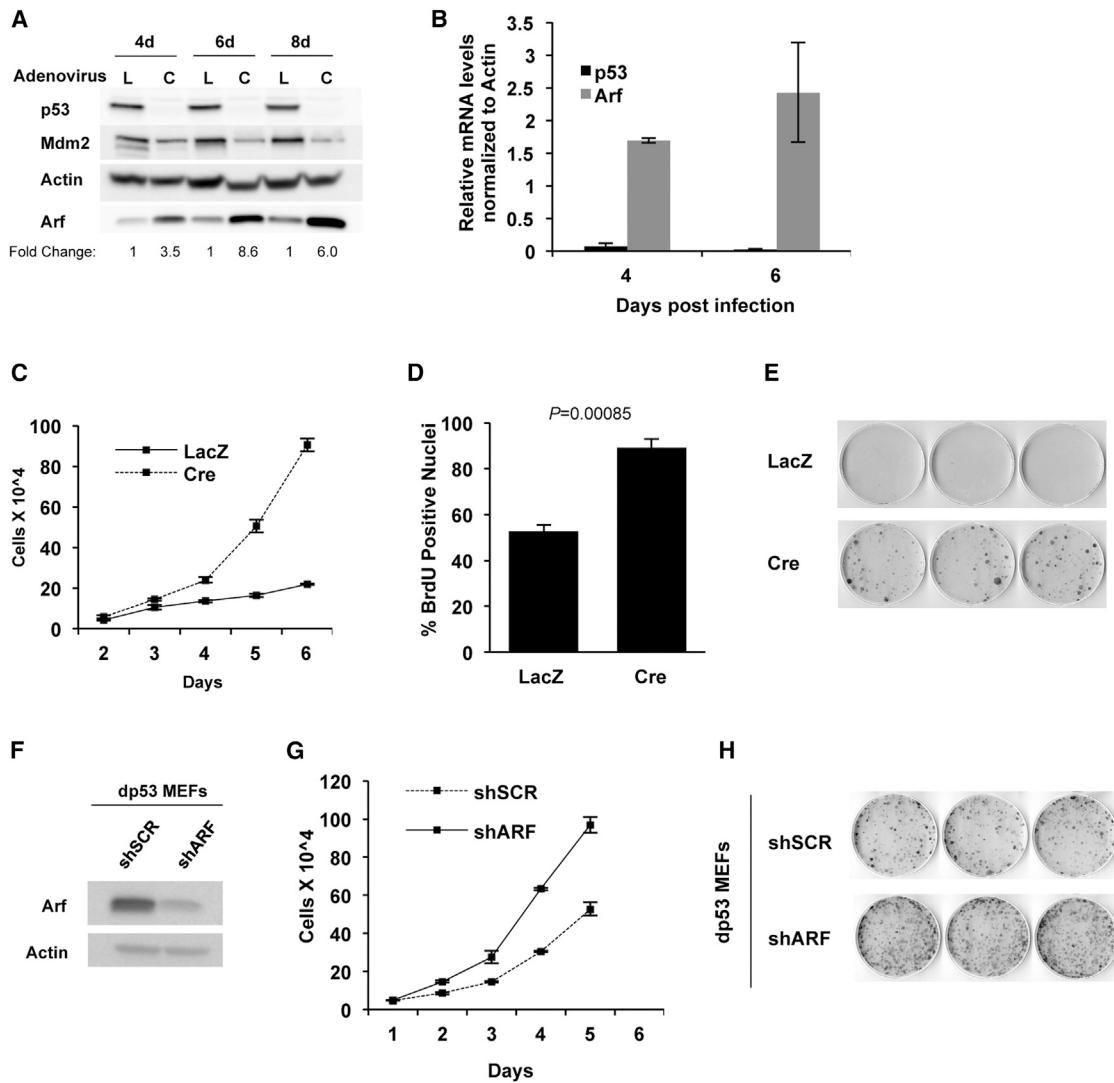 A
4d 6d 8d
Adenovirus L C L C L C
p53
Mdm2
Actin
Arf
Fold Change: 1 3.5 1 8.6 1 6.0
B
Relative mRNA levels
normalized to Actin
3.5
3
2.5
2
1.5
1
0.5
0
p53
Arf
4 6
Days post infection
C
Cells X 10^4
100
80
60
40
20
0
LacZ
Cre
2 3 4 5 6
Days
D
P=0.00085
% BrdU Positive Nuclei
100
80
60
40
20
0
LacZ Cre
E
LacZ
Cre
F
dp53 MEFs
shSCR shARF
Arf
Actin
G
Cells X 10^4
120
100
80
60
40
20
0
shSCR
shARF
1 2 3 4 5 6
Days
H
dp53 MEFs
shSCR
shARF